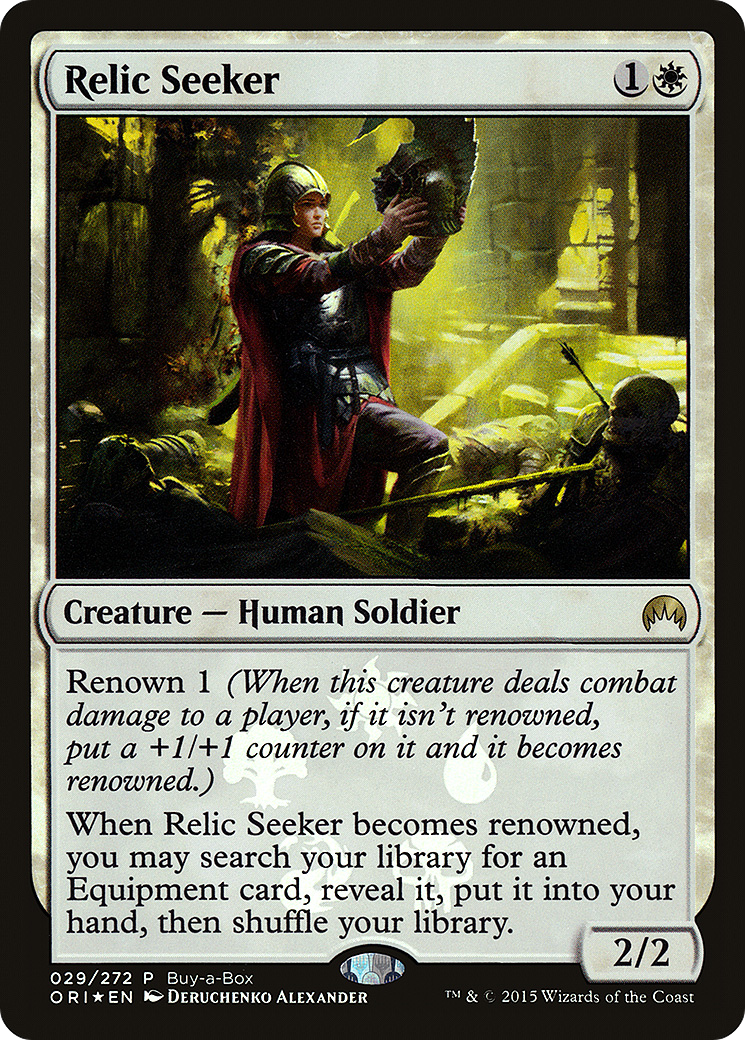 Relic Seeker 1
Creature — Human Soldier
Renown 1 (When this creature deals combat
damage to a player, if it isn't renowned,
put a +1/+1 counter on it and it becomes
renowned.)
When Relic Seeker becomes renowned,
you may search your library for an
Equipment card, reveal it, put it into your
hand, then shuffle your library.
2/2
029/272 P Buy-a-Box
ORI★EN Deruchenko Alexander
™ & © 2015 Wizards of the Coast